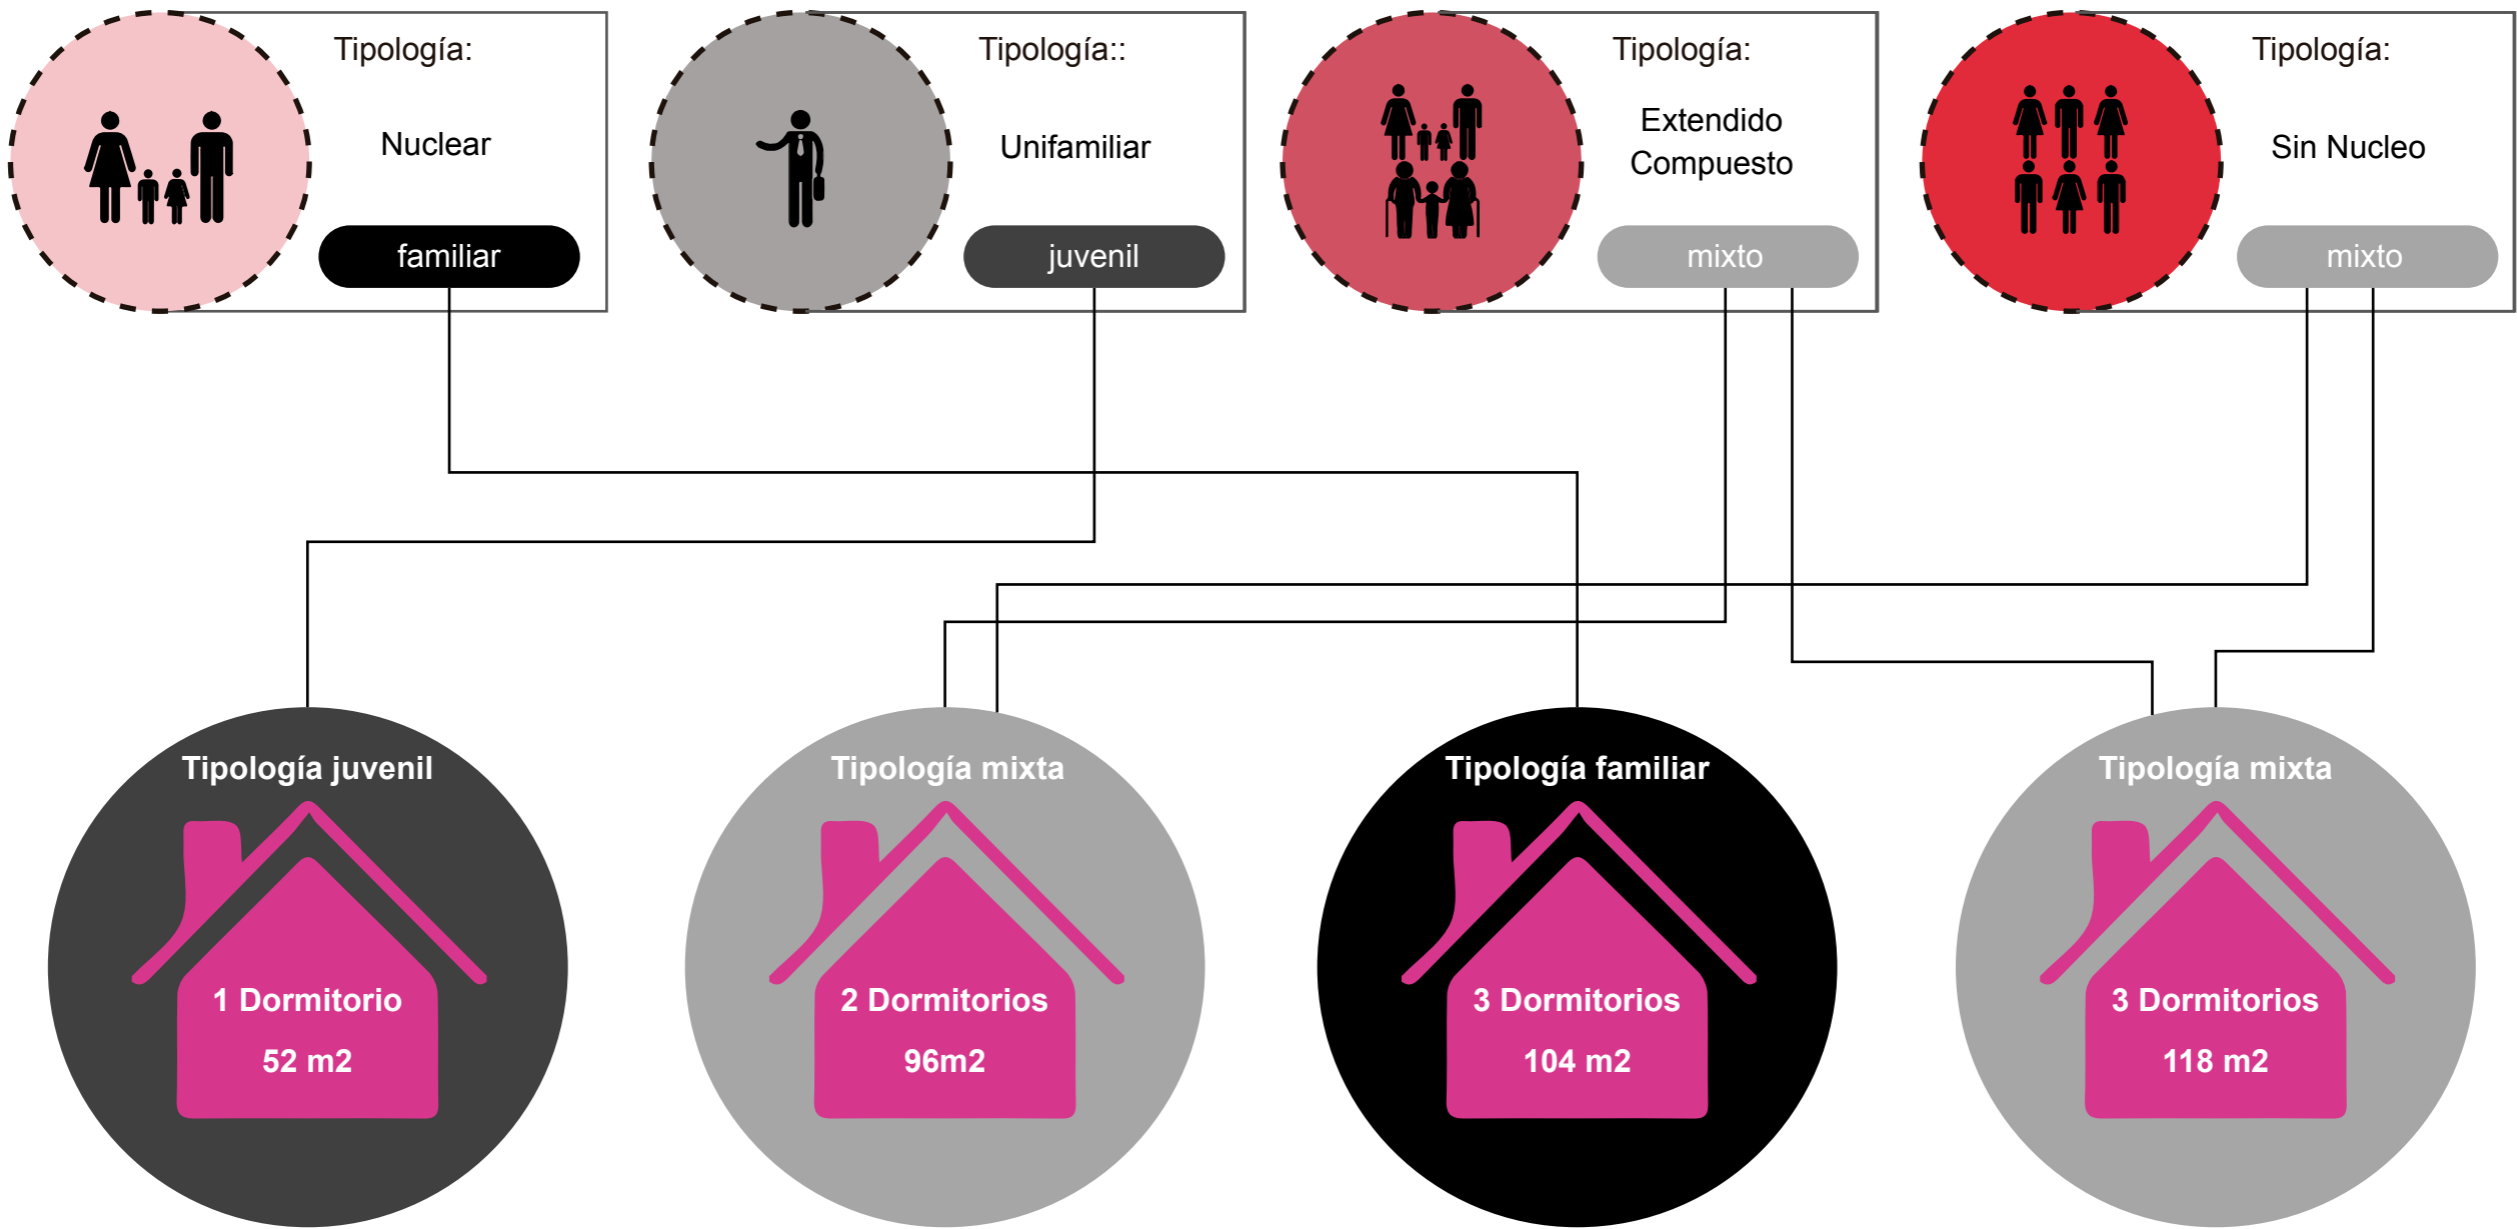 Tipología:
Nuclear
familiar
Tipología::
Unifamiliar
juvenil
Tipología:
Extendido
Compuesto
mixto
Tipología:
Sin Nucleo
mixto
Tipología juvenil
1 Dormitorio
52 m2
Tipología mixta
2 Dormitorios
96m2
Tipología familiar
3 Dormitorios
104 m2
Tipología mixta
3 Dormitorios
118 m2